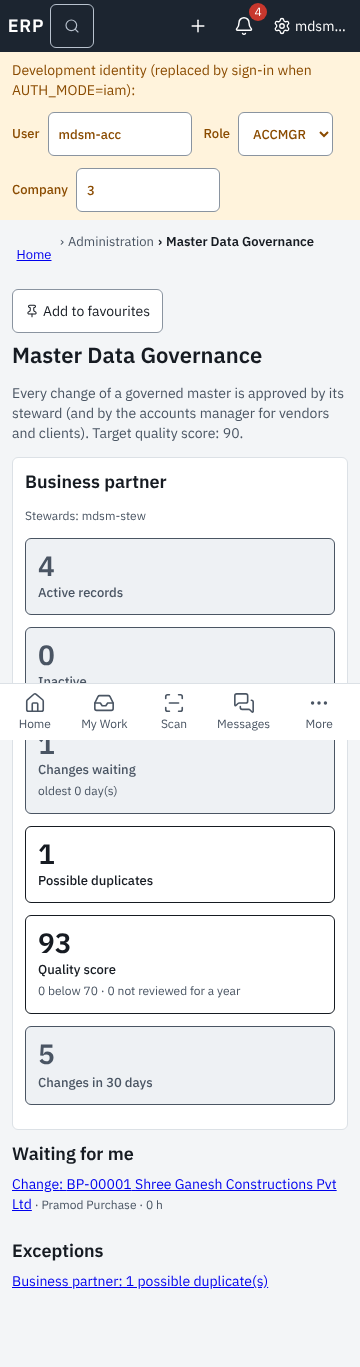 ERP
4
mdsm...
Development identity (replaced by sign-in when
AUTH_MODE=iam):
User mdsm-acc Role ACCMGR
Company 3
Home › Administration › Master Data Governance
Add to favourites
Master Data Governance
Every change of a governed master is approved by its
steward (and by the accounts manager for vendors
and clients). Target quality score: 90.
Business partner
Stewards: mdsm-stew
4
Active records
0
Inactive
Home My Work Scan Messages More
1
Changes waiting
oldest 0 day(s)
1
Possible duplicates
93
Quality score
0 below 70 · 0 not reviewed for a year
5
Changes in 30 days
Waiting for me
Change: BP-00001 Shree Ganesh Constructions Pvt
Ltd · Pramod Purchase · 0 h
Exceptions
Business partner: 1 possible duplicate(s)